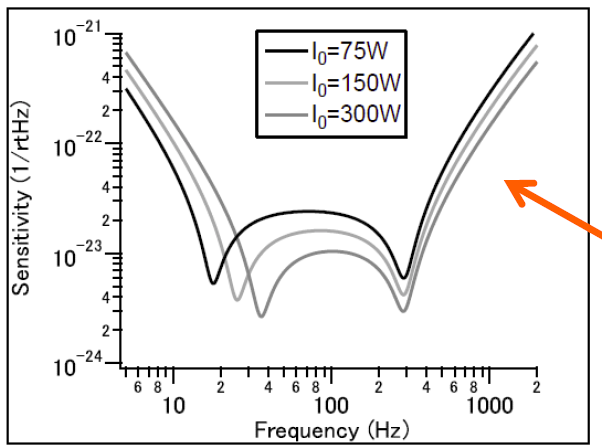 10⁻²¹
4
2
10⁻²²
4
2
10⁻²³
4
2
10⁻²⁴
Sensitivity (1/rtHz)
I₀=75W
I₀=150W
I₀=300W
6 8 2 4 6 8 2 4 6 8 2
10 100 1000
Frequency (Hz)